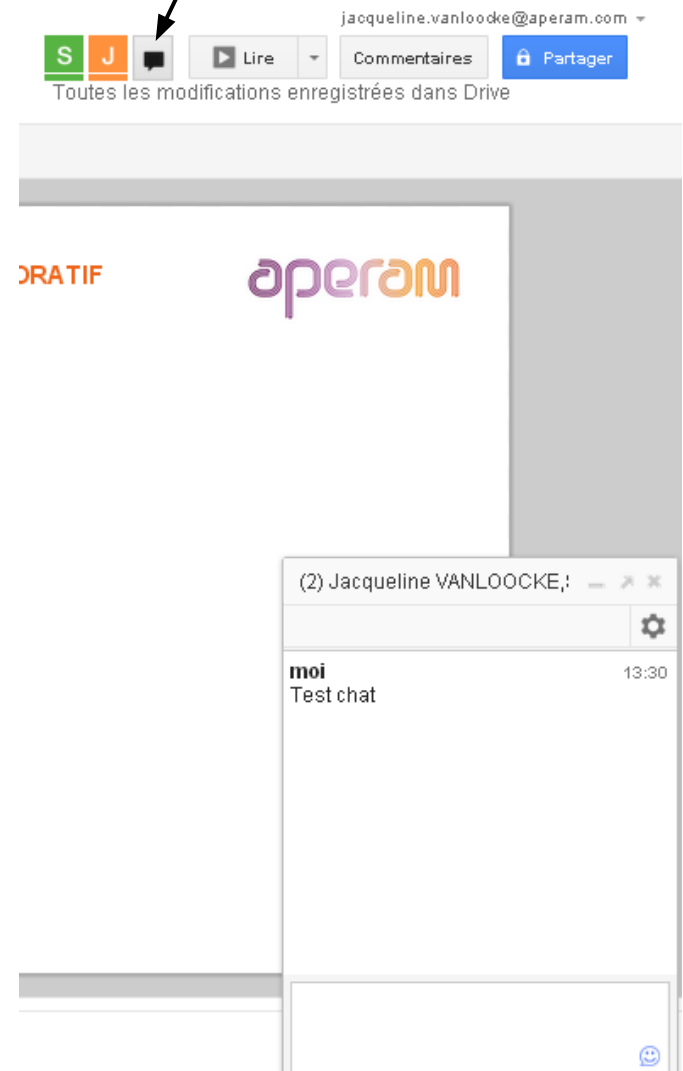 jacqueline.vanloocke@aperam.com
S J Lire Commentaires Partager
Toutes les modifications enregistrées dans Drive
ORATIF aperam
(2) Jacqueline VANLOOCKE,
moi 13:30
Test chat